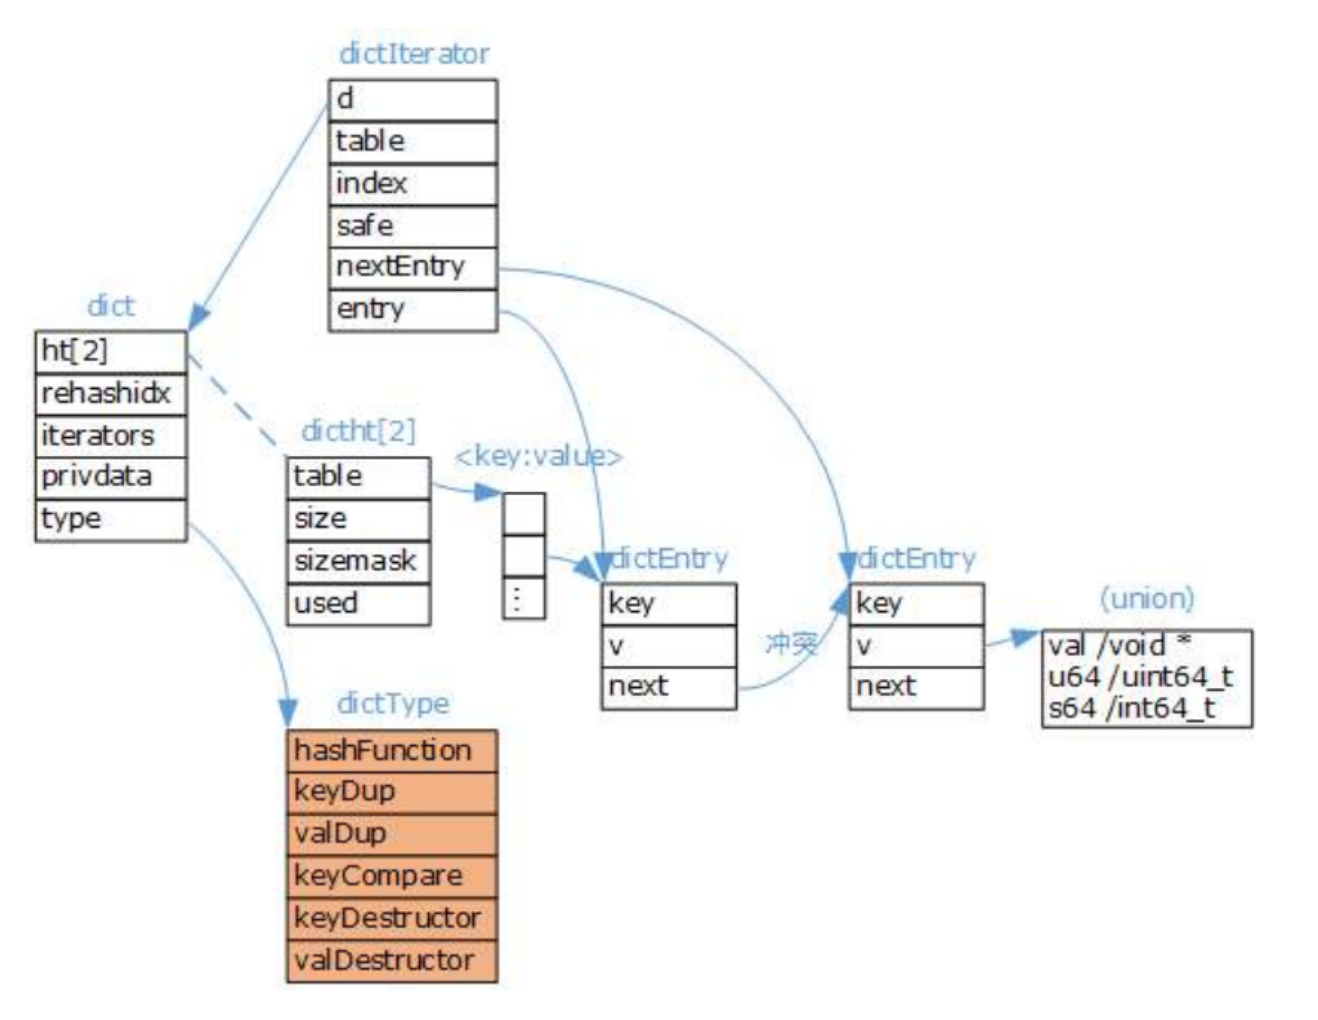 dictIterator
d
table
index
safe
nextEntry
entry
dict
ht[2]
rehashidx
iterators
privdata
type
dictht[2]
table
size
sizemask
used
<key:value>
⋮
dictEntry
key
v
next
冲突
dictEntry
key
v
next
(union)
val /void *
u64 /uint64_t
s64 /int64_t
dictType
hashFunction
keyDup
valDup
keyCompare
keyDestructor
valDestructor